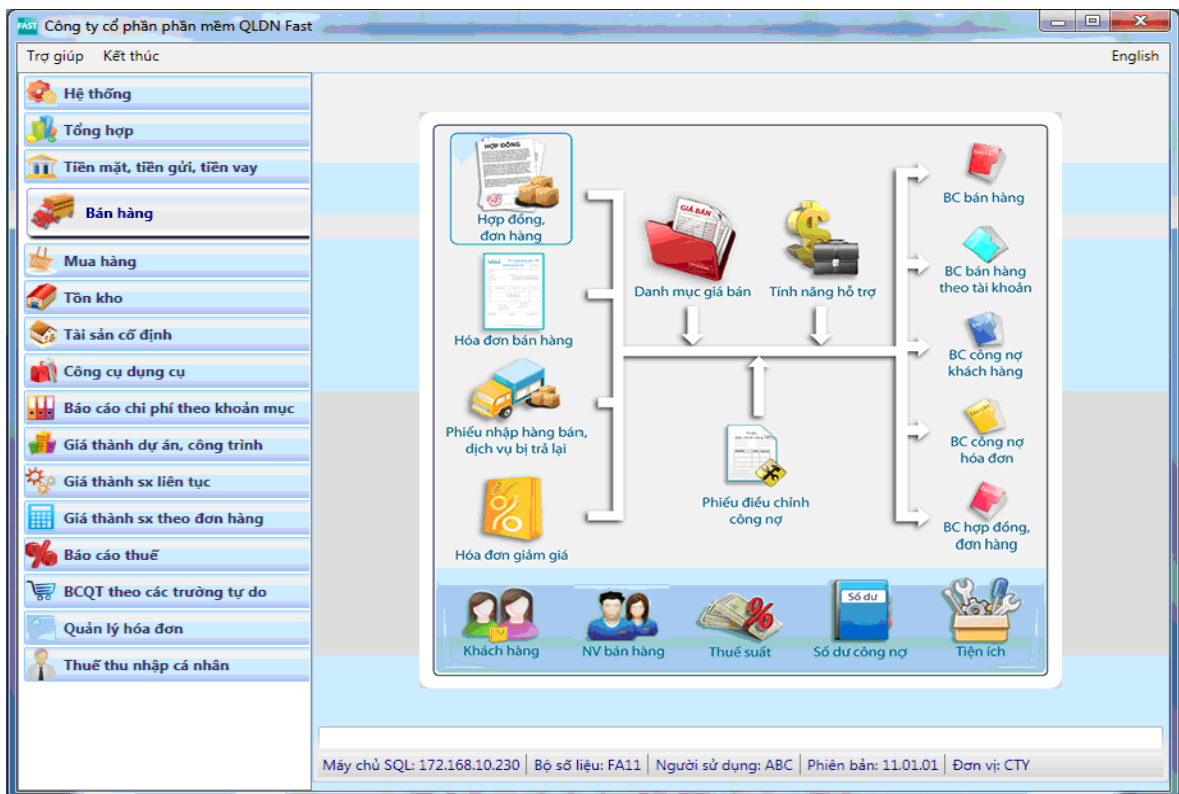 FAST Công ty cổ phần phần mềm QLDN Fast
Trợ giúp Kết thúc English
Hệ thống
Tổng hợp
Tiền mặt, tiền gửi, tiền vay
Bán hàng
Mua hàng
Tồn kho
Tài sản cố định
Công cụ dụng cụ
Báo cáo chi phí theo khoản mục
Giá thành dự án, công trình
Giá thành sx liên tục
Giá thành sx theo đơn hàng
Báo cáo thuế
BCQT theo các trường tự do
Quản lý hóa đơn
Thuế thu nhập cá nhân
HỢP ĐỒNG
Hợp đồng,
đơn hàng
Hóa đơn bán hàng
Phiếu nhập hàng bán,
dịch vụ bị trả lại
Hóa đơn giảm giá
GIÁ BÁN
Danh mục giá bán
Tính năng hỗ trợ
Phiếu điều chỉnh
công nợ
BC bán hàng
BC bán hàng
theo tài khoản
BC công nợ
khách hàng
BC công nợ
hóa đơn
BC hợp đồng,
đơn hàng
Khách hàng
NV bán hàng
Thuế suất
Số dư
Số dư công nợ
Tiện ích
Máy chủ SQL: 172.168.10.230 Bộ số liệu: FA11 Người sử dụng: ABC Phiên bản: 11.01.01 Đơn vị: CTY